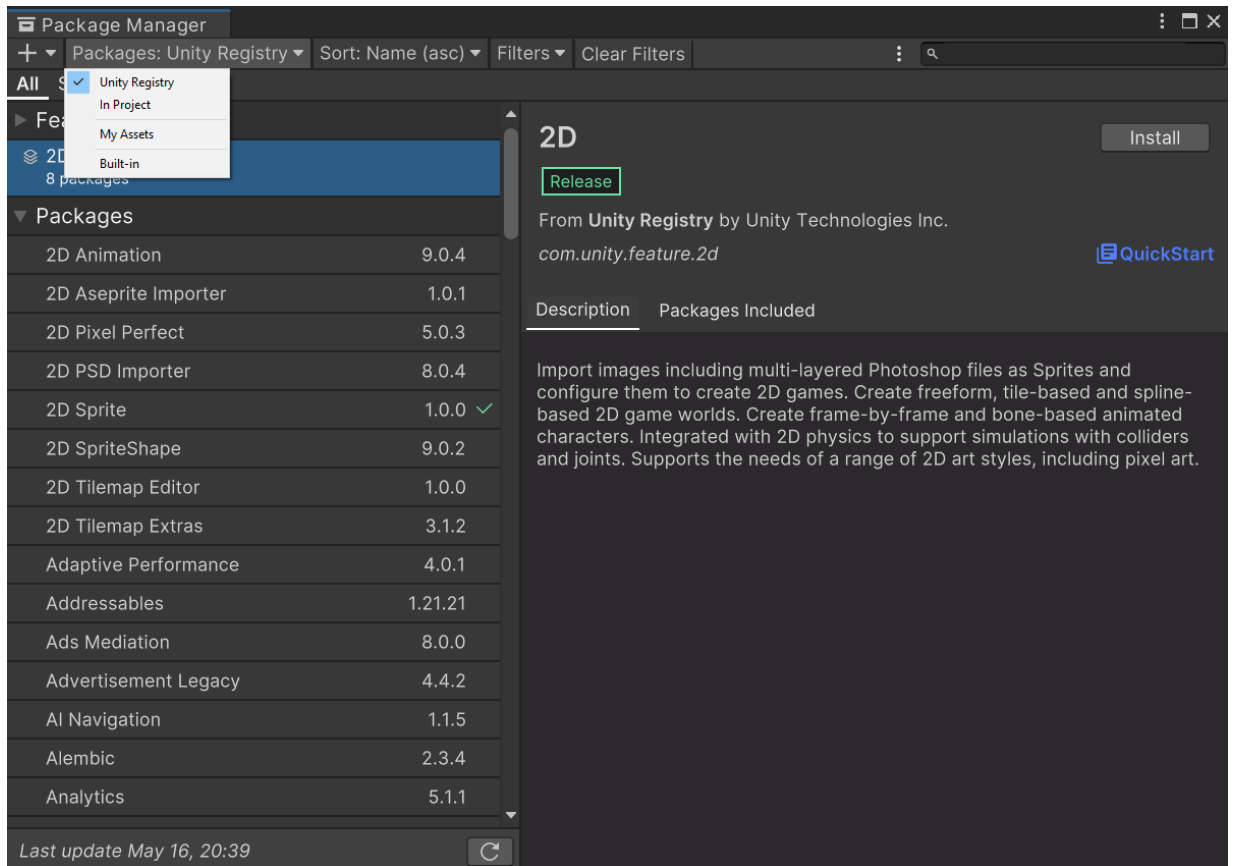 Package Manager
Packages: Unity Registry Sort: Name (asc) Filters Clear Filters
All
Unity Registry
In Project
My Assets
Built-in
8 packages
Packages
2D Animation 9.0.4
2D Aseprite Importer 1.0.1
2D Pixel Perfect 5.0.3
2D PSD Importer 8.0.4
2D Sprite 1.0.0
2D SpriteShape 9.0.2
2D Tilemap Editor 1.0.0
2D Tilemap Extras 3.1.2
Adaptive Performance 4.0.1
Addressables 1.21.21
Ads Mediation 8.0.0
Advertisement Legacy 4.4.2
AI Navigation 1.1.5
Alembic 2.3.4
Analytics 5.1.1
Last update May 16, 20:39
2D Install
Release
From Unity Registry by Unity Technologies Inc.
com.unity.feature.2d QuickStart
Description Packages Included
Import images including multi-layered Photoshop files as Sprites and
configure them to create 2D games. Create freeform, tile-based and spline-
based 2D game worlds. Create frame-by-frame and bone-based animated
characters. Integrated with 2D physics to support simulations with colliders
and joints. Supports the needs of a range of 2D art styles, including pixel art.